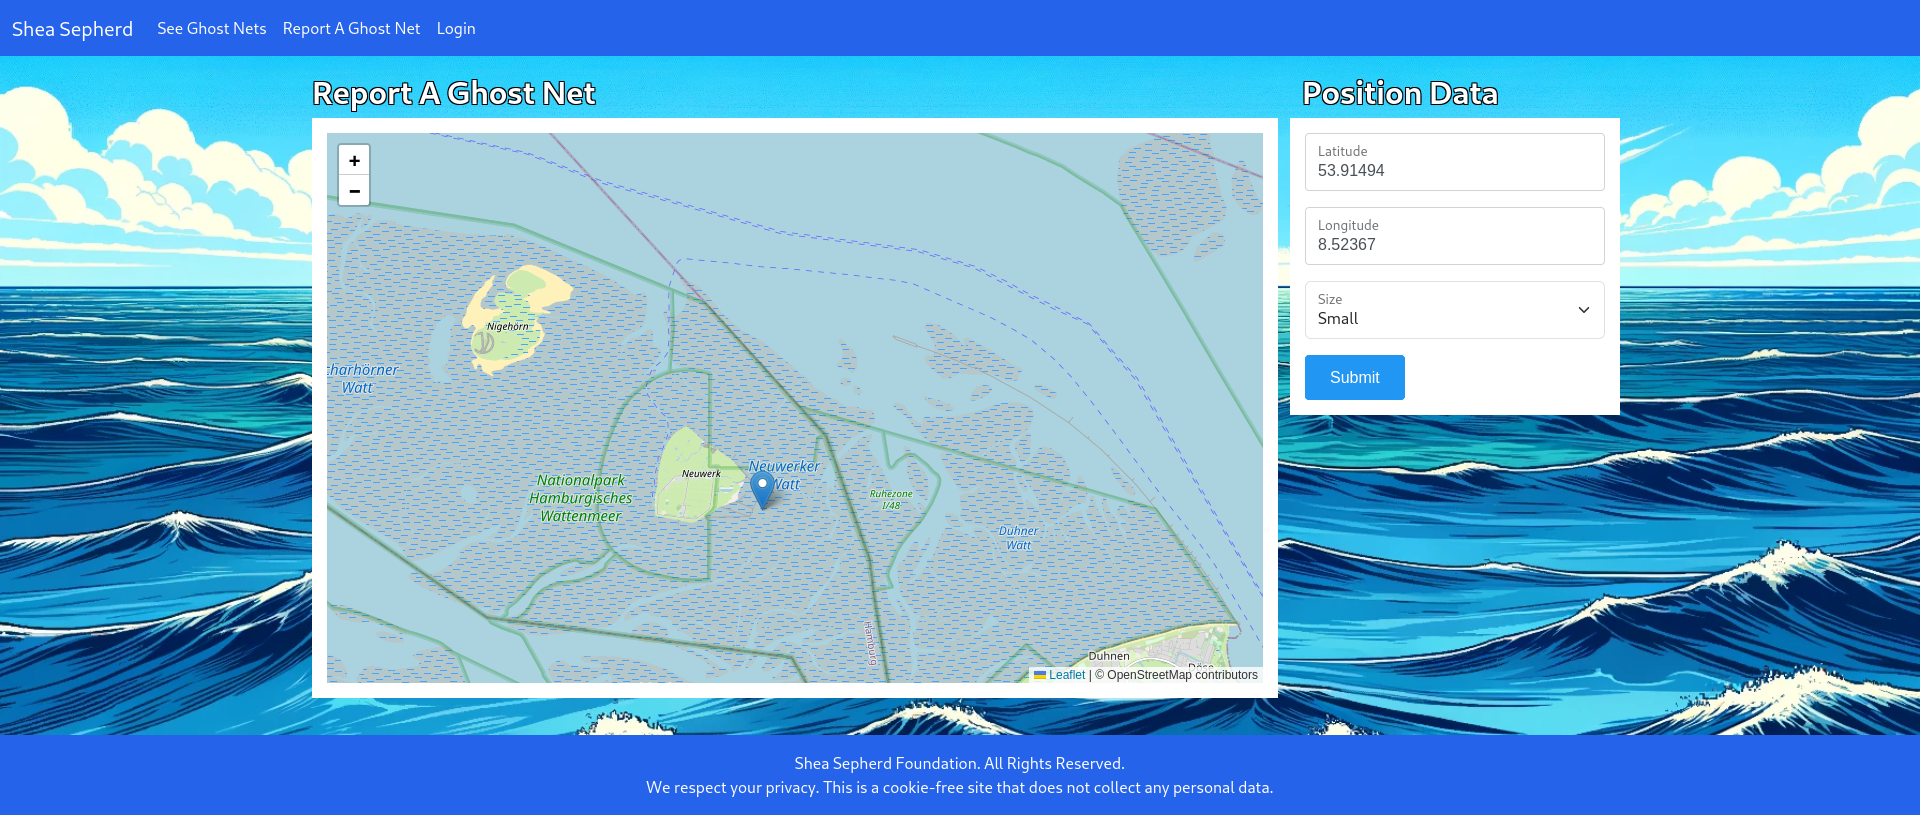 Shea Sepherd
See Ghost Nets
Report A Ghost Net
Login
Report A Ghost Net
+
−
Nigehörn
charhörner
Watt
Neuwerk
Neuwerker
Watt
Nationalpark
Hamburgisches
Wattenmeer
Ruhezone
I/48
Duhner
Watt
Hamburg
Duhnen
Döse
Leaflet | © OpenStreetMap contributors
Position Data
Latitude
53.91494
Longitude
8.52367
Size
Small
Submit
Shea Sepherd Foundation. All Rights Reserved.
We respect your privacy. This is a cookie-free site that does not collect any personal data.